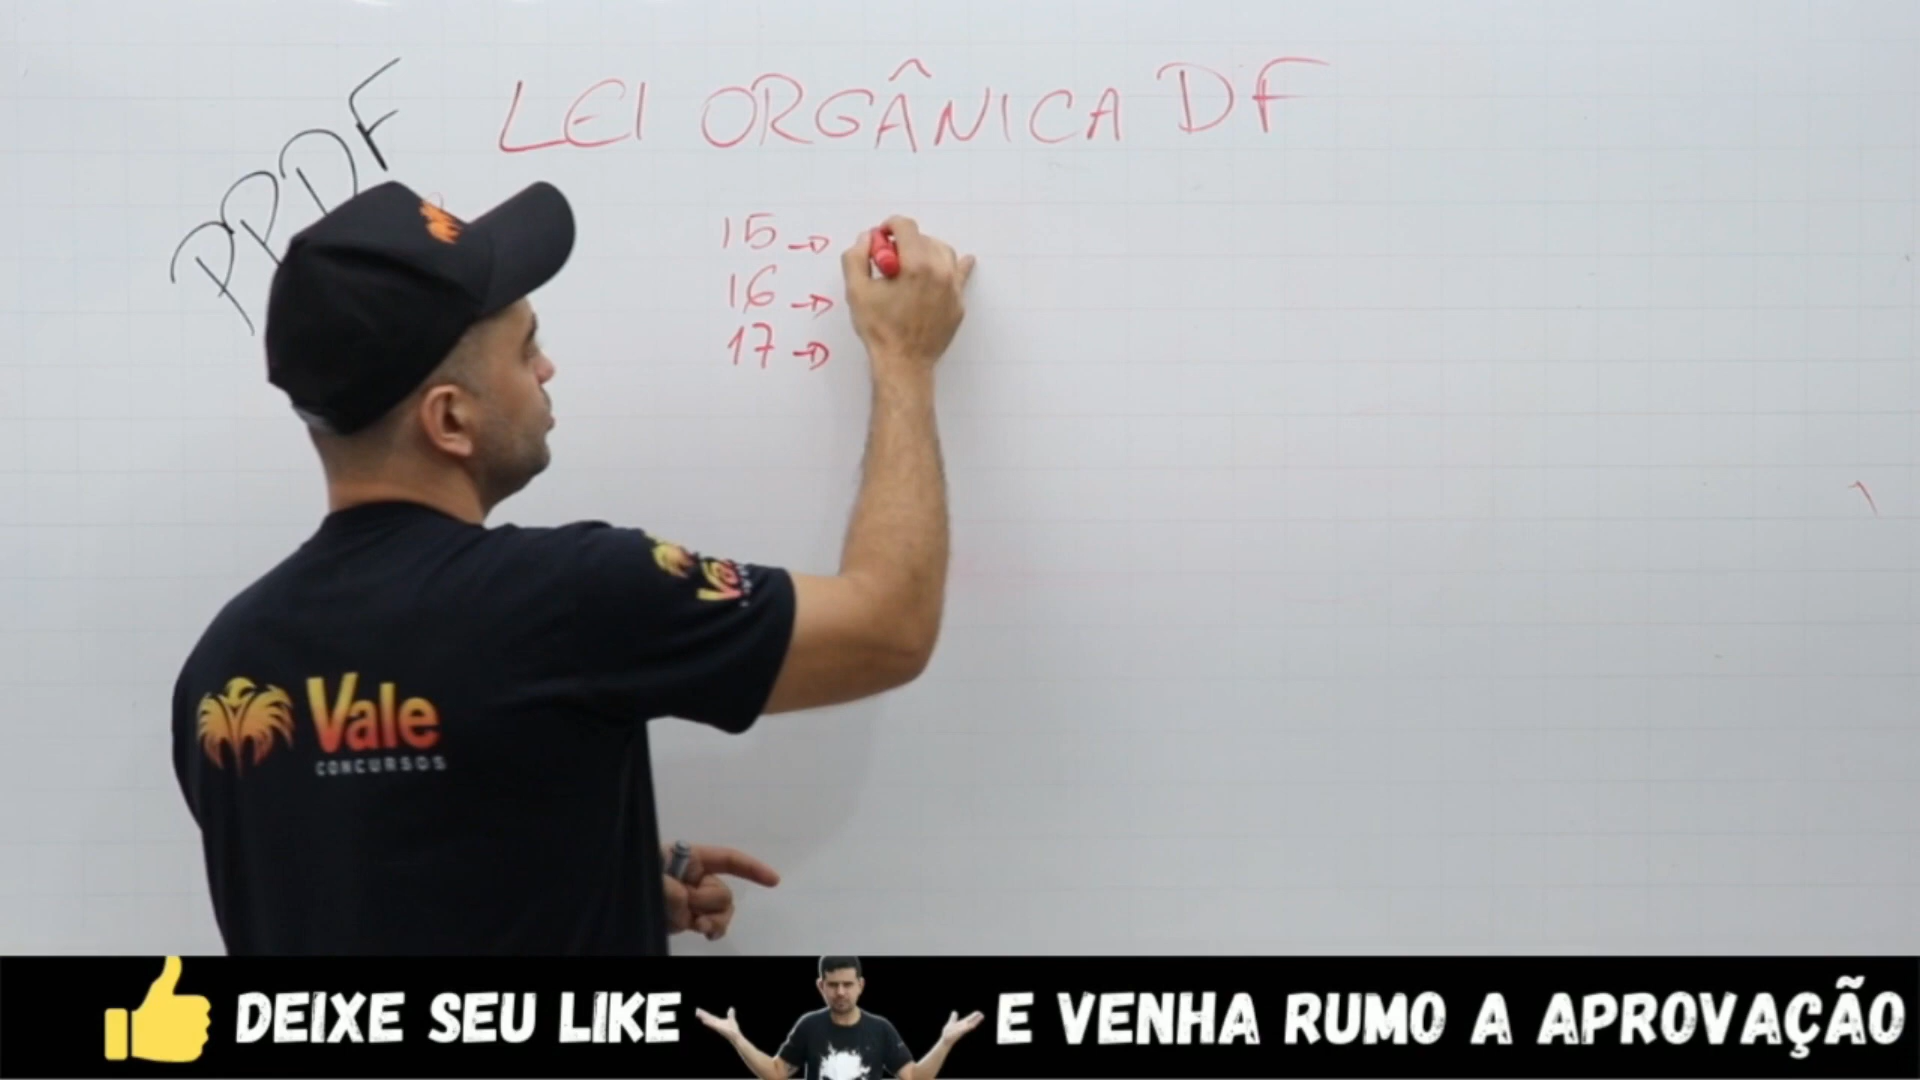 PPDF
LEI ORGÂNICA DF
15 →
16 →
17 →
Vale
CONCURSOS
DEIXE SEU LIKE E VENHA RUMO A APROVAÇÃO